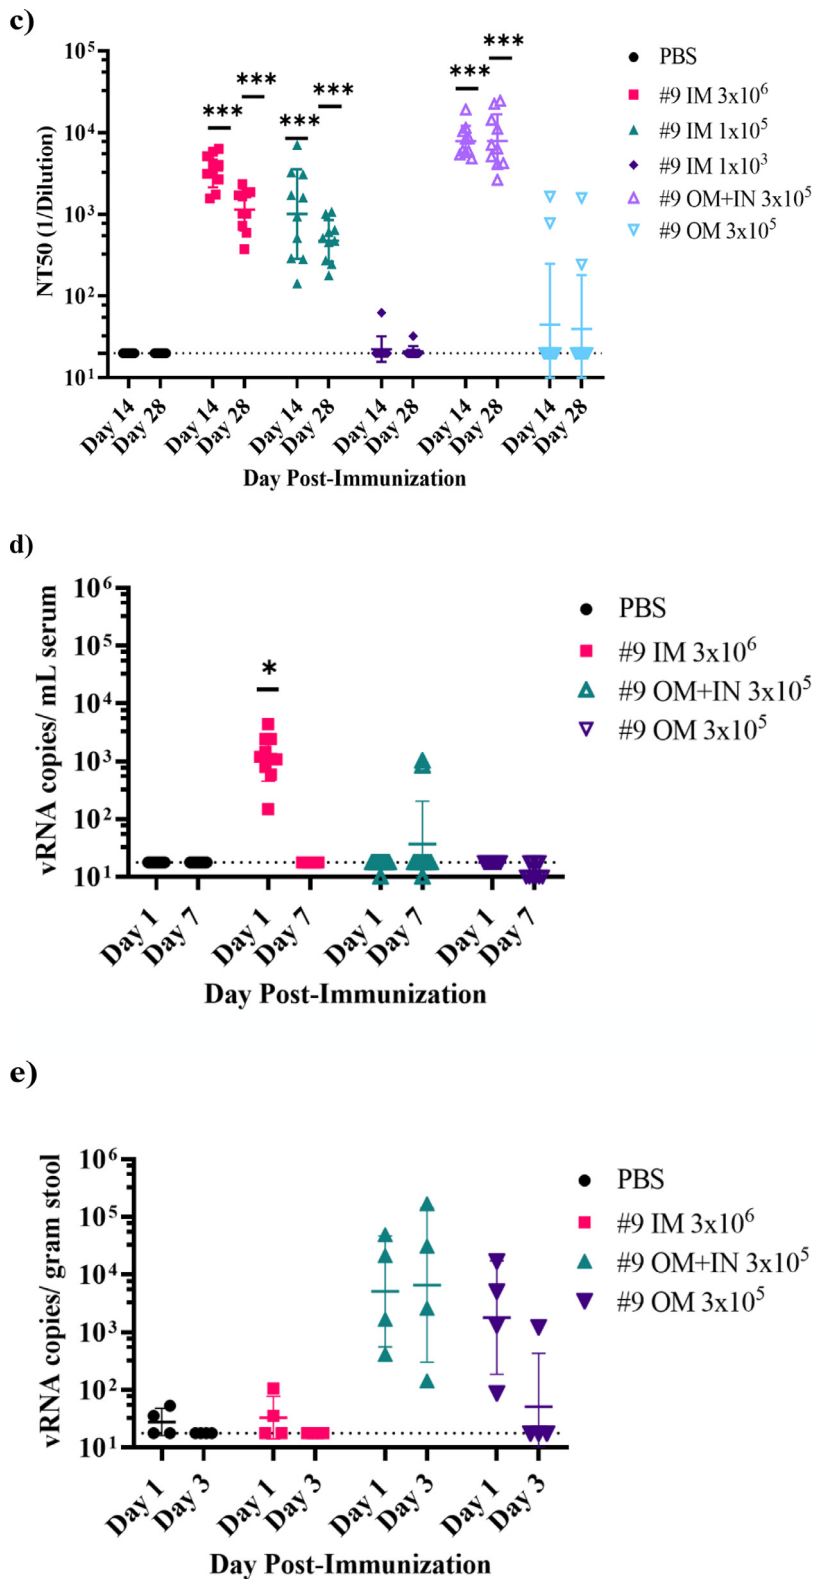 c)
10⁵
10⁴
10³
10²
10¹
NT50 (1/Dilution)
*** *** *** *** *** ***
Day 14 Day 28 Day 14 Day 28 Day 14 Day 28 Day 14 Day 28 Day 14 Day 28 Day 14 Day 28
Day Post-Immunization
PBS
#9 IM 3x10⁶
#9 IM 1x10⁵
#9 IM 1x10³
#9 OM+IN 3x10⁵
#9 OM 3x10⁵
d)
10⁶
10⁵
10⁴
10³
10²
10¹
vRNA copies/ mL serum
*
Day 1 Day 7 Day 1 Day 7 Day 1 Day 7 Day 1 Day 7
Day Post-Immunization
PBS
#9 IM 3x10⁶
#9 OM+IN 3x10⁵
#9 OM 3x10⁵
e)
10⁶
10⁵
10⁴
10³
10²
10¹
vRNA copies/ gram stool
Day 1 Day 3 Day 1 Day 3 Day 1 Day 3 Day 1 Day 3
Day Post-Immunization
PBS
#9 IM 3x10⁶
#9 OM+IN 3x10⁵
#9 OM 3x10⁵